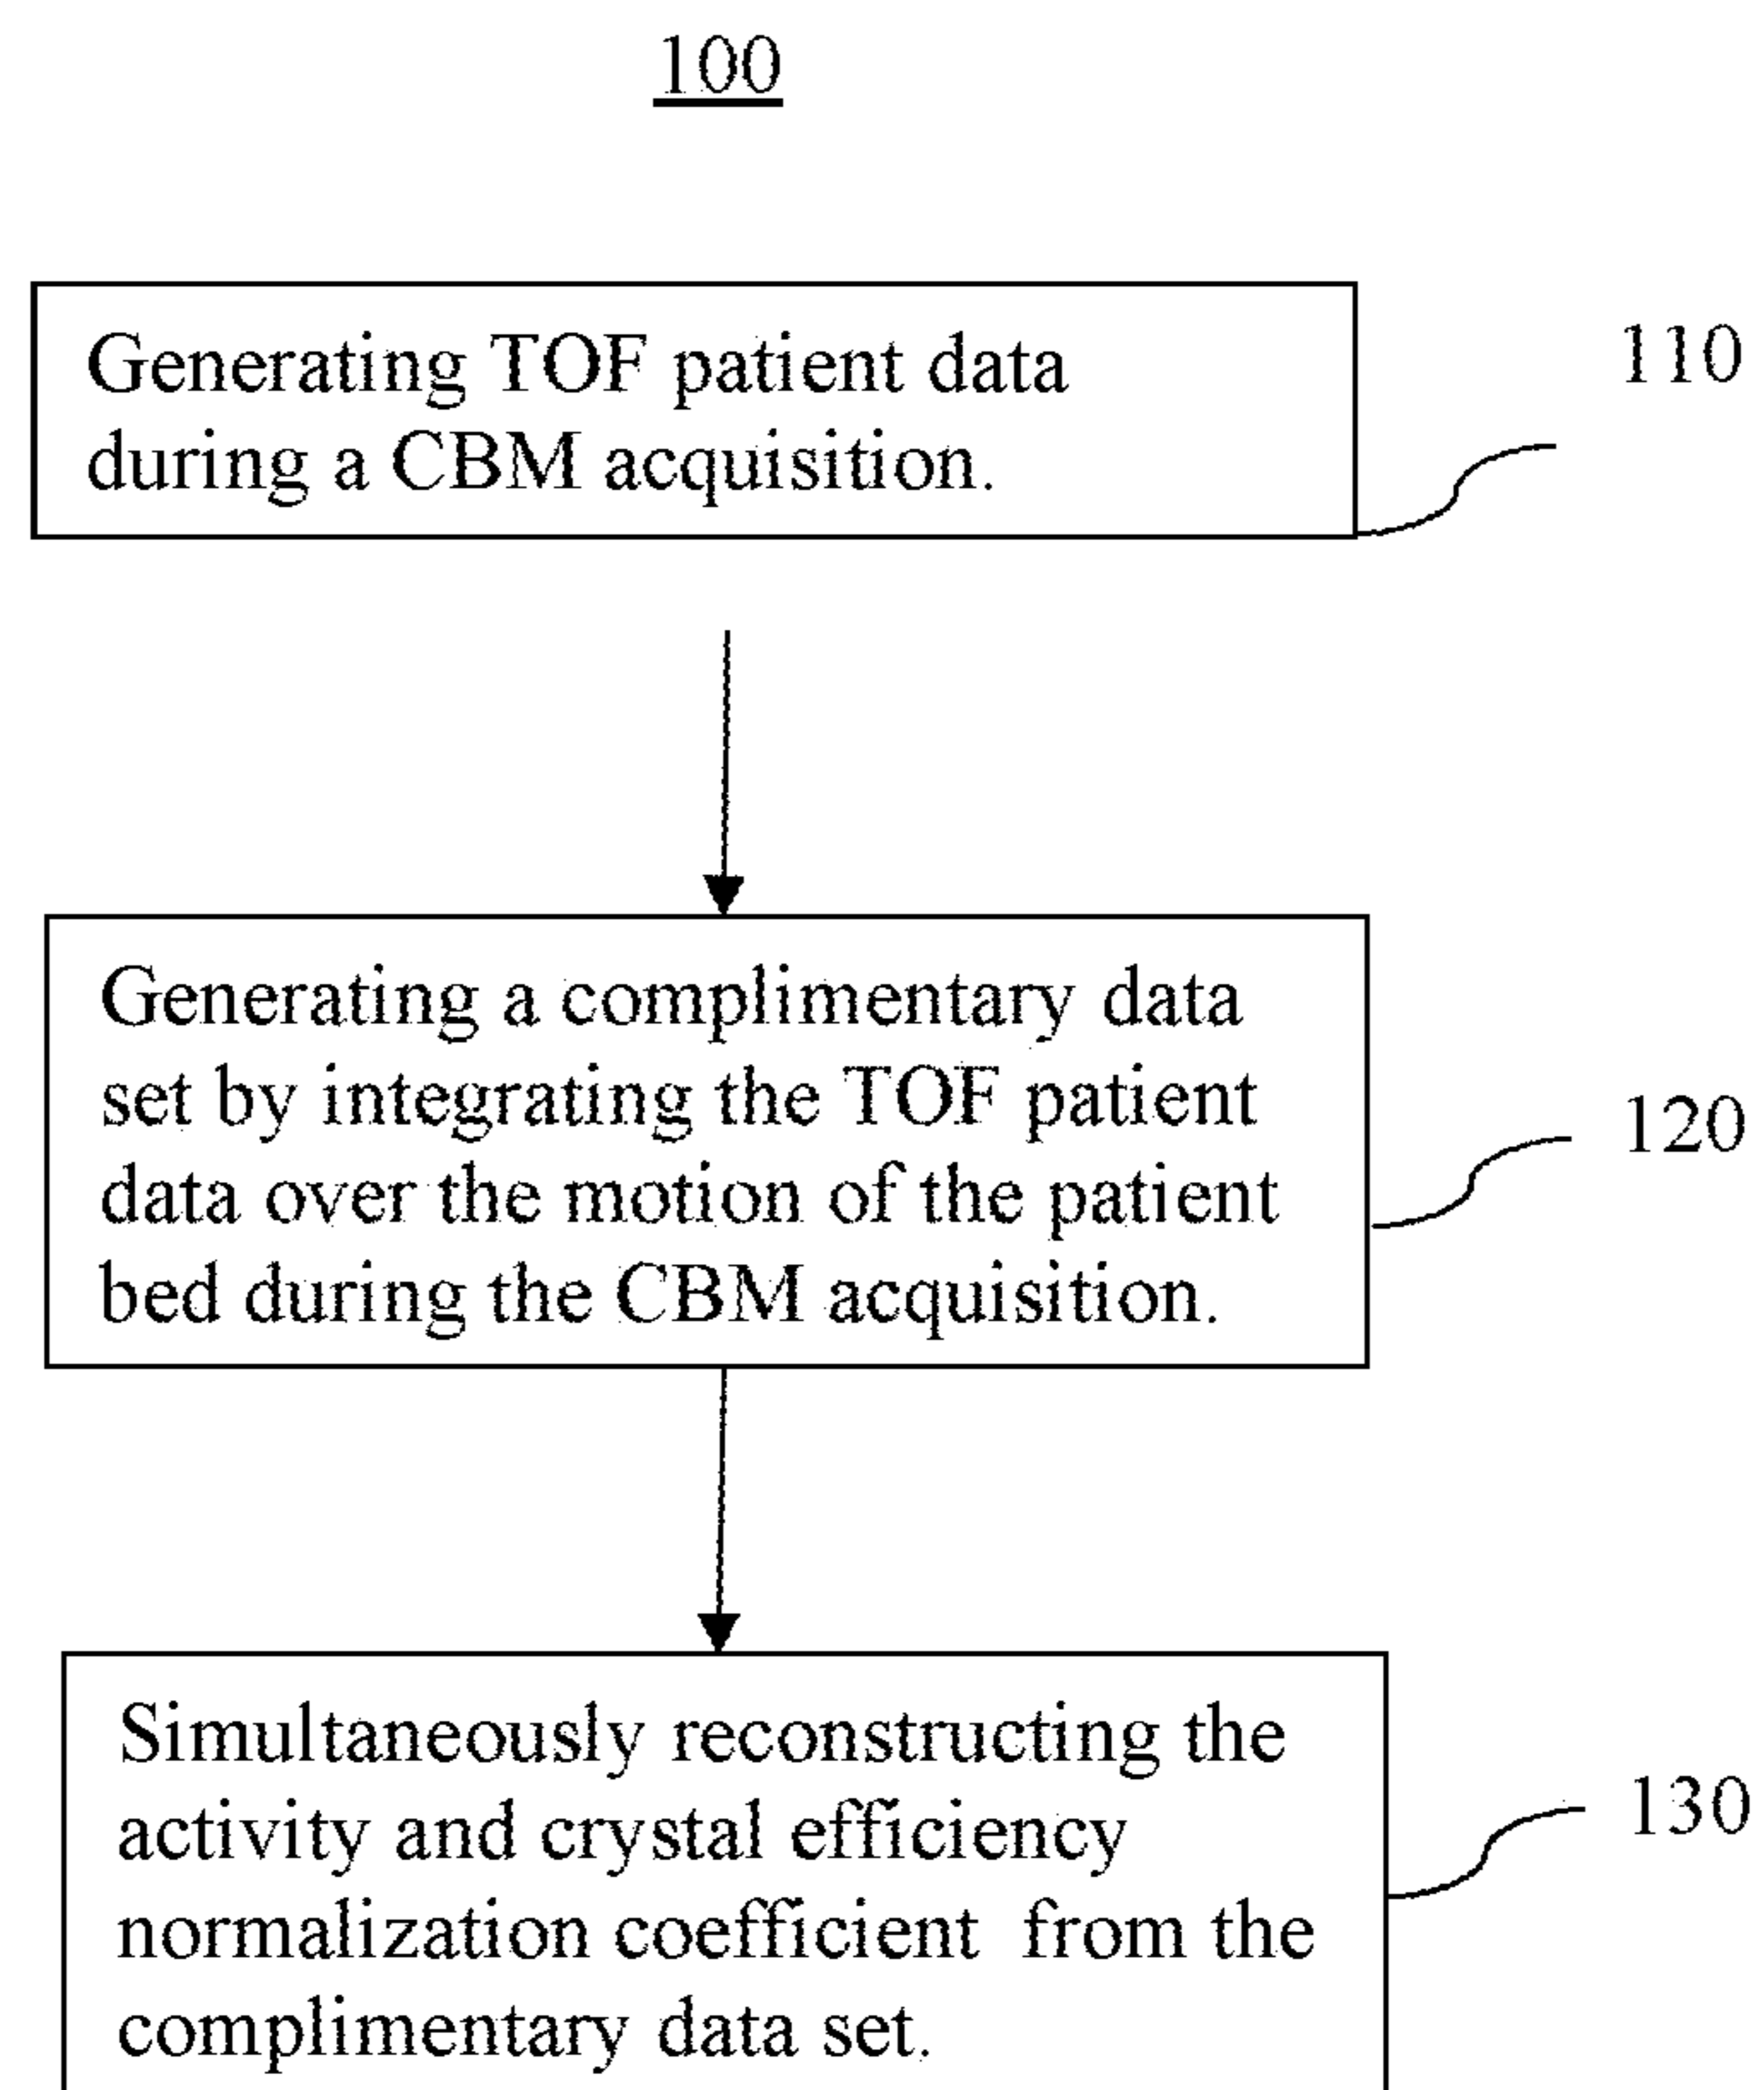 100
Generating TOF patient data
during a CBM acquisition.
110
Generating a complimentary data
set by integrating the TOF patient
data over the motion of the patient
bed during the CBM acquisition.
120
Simultaneously reconstructing the
activity and crystal efficiency
normalization coefficient from the
complimentary data set.
130